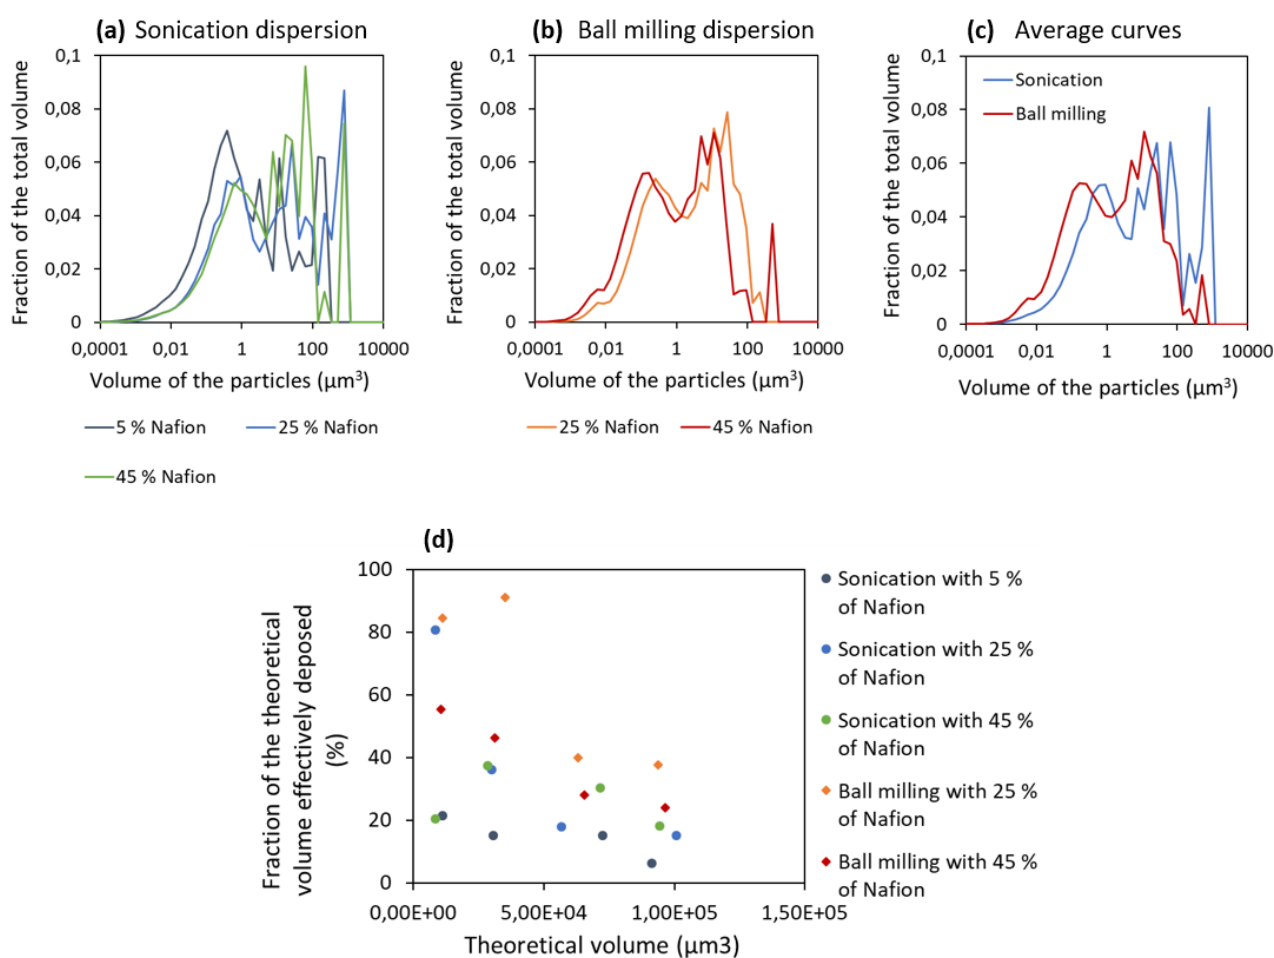 (a) Sonication dispersion
0,1
0,08
0,06
0,04
0,02
0
Fraction of the total volume
0,0001 0,01 1 100 10000
Volume of the particles (µm³)
5 % Nafion 25 % Nafion
45 % Nafion
(b) Ball milling dispersion
0,1
0,08
0,06
0,04
0,02
0
Fraction of the total volume
0,0001 0,01 1 100 10000
Volume of the particles (µm³)
25 % Nafion 45 % Nafion
(c) Average curves
0,1
0,08
0,06
0,04
0,02
0
Fraction of the total volume
Sonication
Ball milling
0,0001 0,01 1 100 10000
Volume of the particles (µm³)
(d)
100
80
60
40
20
0
Fraction of the theoretical
volume effectively deposed
(%)
0,00E+00 5,00E+04 1,00E+05 1,50E+05
Theoretical volume (µm3)
Sonication with 5 %
of Nafion
Sonication with 25 %
of Nafion
Sonication with 45 %
of Nafion
Ball milling with 25 %
of Nafion
Ball milling with 45 %
of Nafion